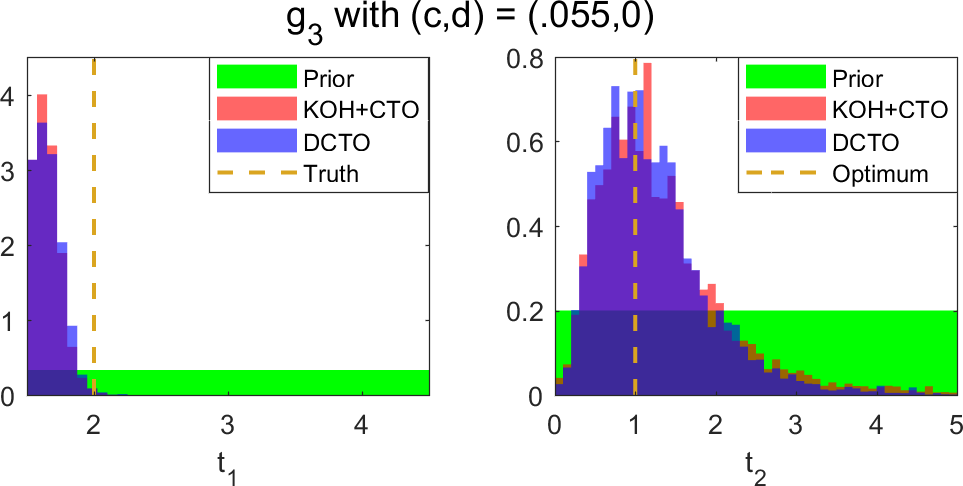 g3 with (c,d) = (.055,0)
Prior
KOH+CTO
DCTO
Truth
4
3
2
1
0
2
3
4
t1
Prior
KOH+CTO
DCTO
Optimum
0.8
0.6
0.4
0.2
0
0
1
2
3
4
5
t2